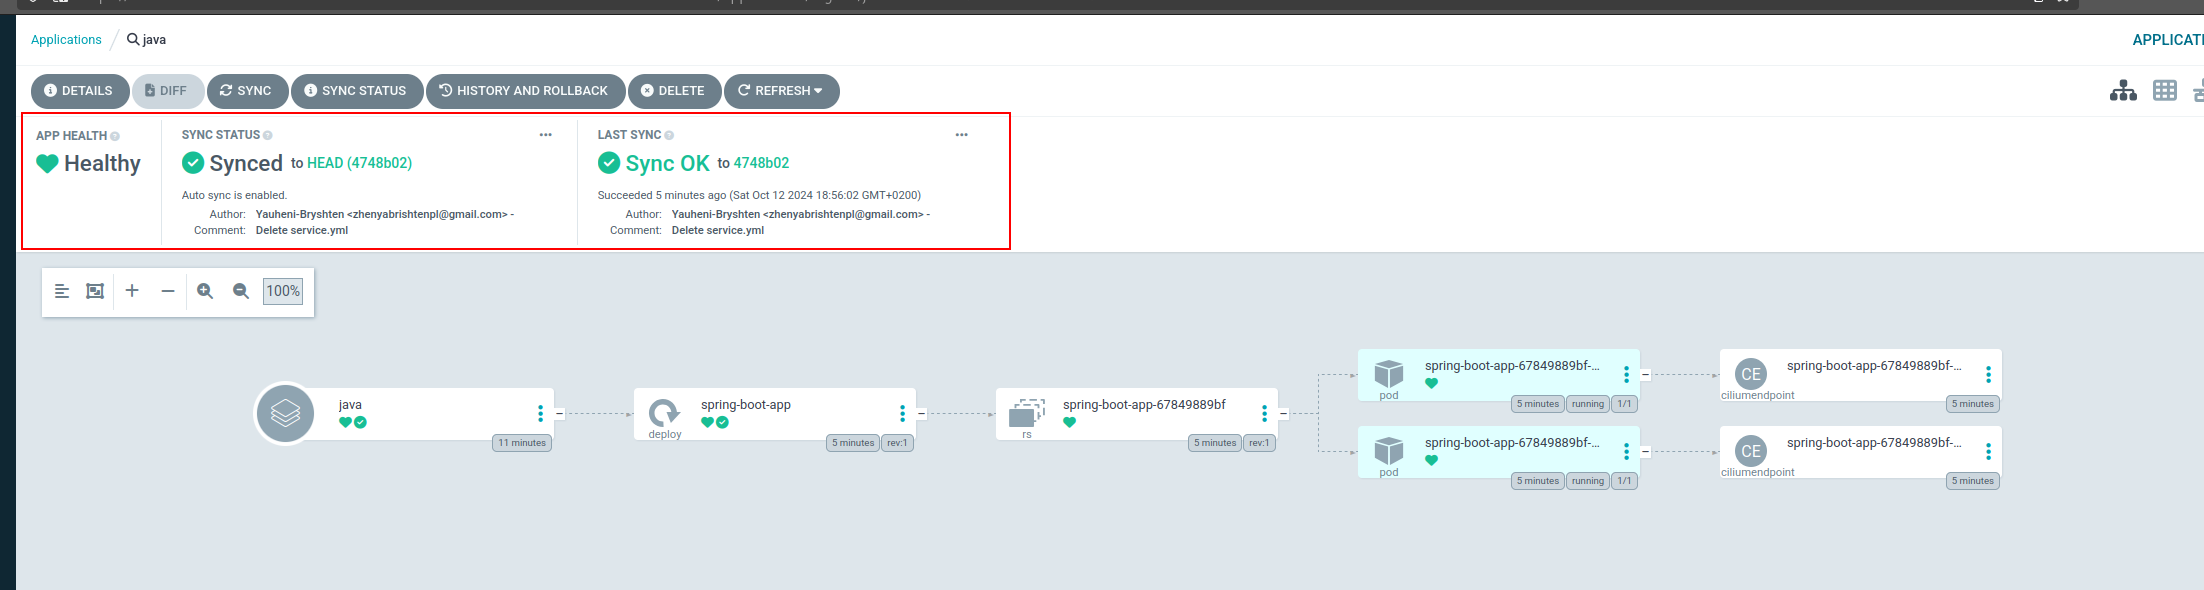 Applications / java
APPLICATI
DETAILS DIFF SYNC SYNC STATUS HISTORY AND ROLLBACK DELETE REFRESH
APP HEALTH
Healthy
SYNC STATUS
Synced to HEAD (4748b02)
Auto sync is enabled.
Author: Yauheni-Bryshten <zhenyabrishtenpl@gmail.com> -
Comment: Delete service.yml
LAST SYNC
Sync OK to 4748b02
Succeeded 5 minutes ago (Sat Oct 12 2024 18:56:02 GMT+0200)
Author: Yauheni-Bryshten <zhenyabrishtenpl@gmail.com> -
Comment: Delete service.yml
100%
java
11 minutes
spring-boot-app
deploy
5 minutes rev:1
spring-boot-app-67849889bf
rs
5 minutes rev:1
spring-boot-app-67849889bf-...
pod
5 minutes running 1/1
CE
spring-boot-app-67849889bf-...
ciliumendpoint
5 minutes
spring-boot-app-67849889bf-...
pod
5 minutes running 1/1
CE
spring-boot-app-67849889bf-...
ciliumendpoint
5 minutes